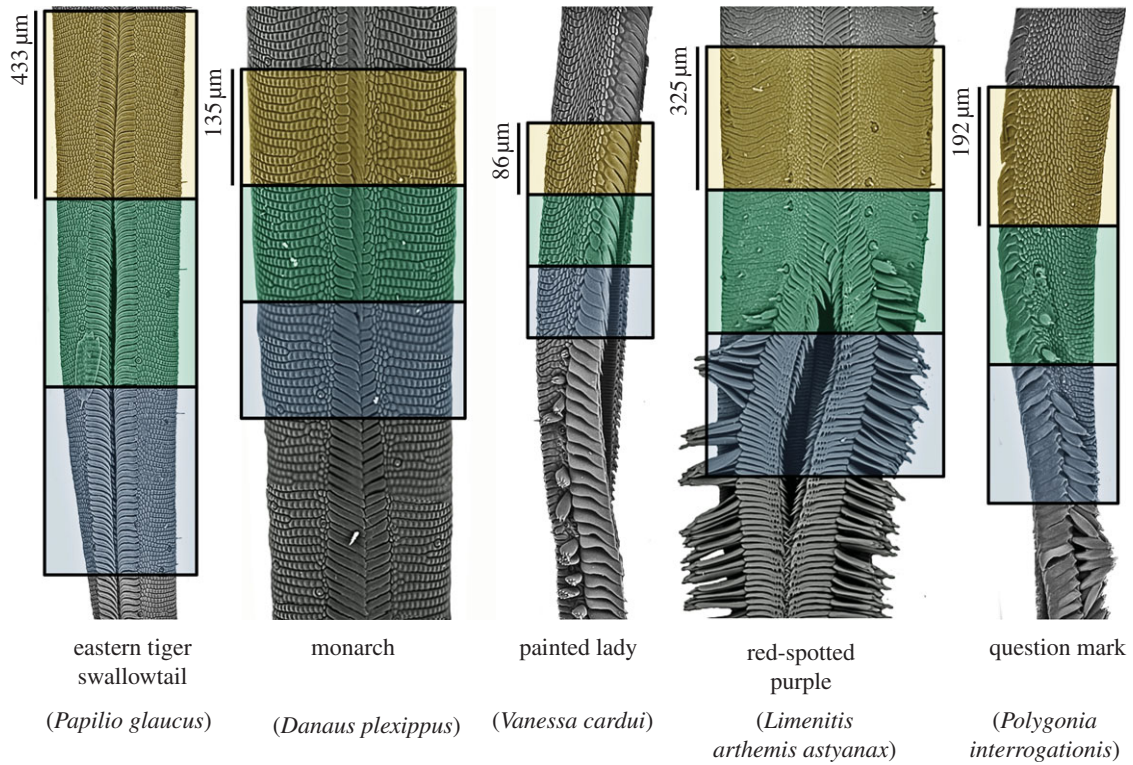 433 µm
135 µm
86 µm
325 µm
192 µm
eastern tiger
swallowtail
(Papilio glaucus)
monarch
(Danaus plexippus)
painted lady
(Vanessa cardui)
red-spotted
purple
(Limenitis
arthemis astyanax)
question mark
(Polygonia
interrogationis)